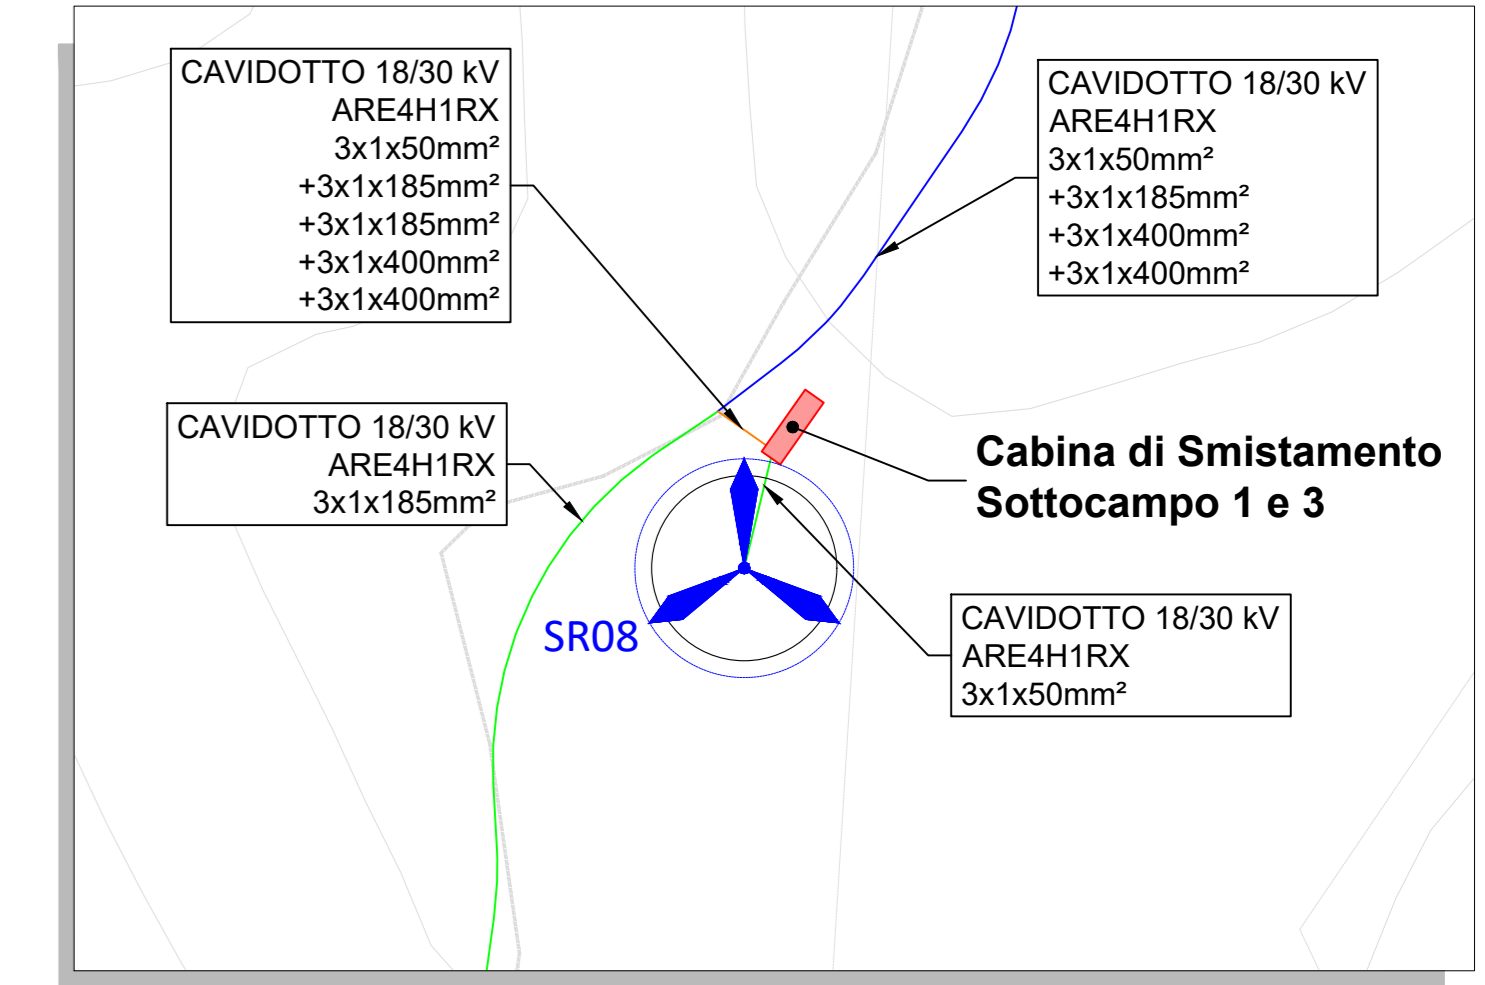 CAVIDOTTO 18/30 kV
ARE4H1RX
3x1x50mm²
+3x1x185mm²
+3x1x185mm²
+3x1x400mm²
+3x1x400mm²
CAVIDOTTO 18/30 kV
ARE4H1RX
3x1x50mm²
+3x1x185mm²
+3x1x400mm²
+3x1x400mm²
CAVIDOTTO 18/30 kV
ARE4H1RX
3x1x185mm²
Cabina di Smistamento
Sottocampo 1 e 3
SR08
CAVIDOTTO 18/30 kV
ARE4H1RX
3x1x50mm²